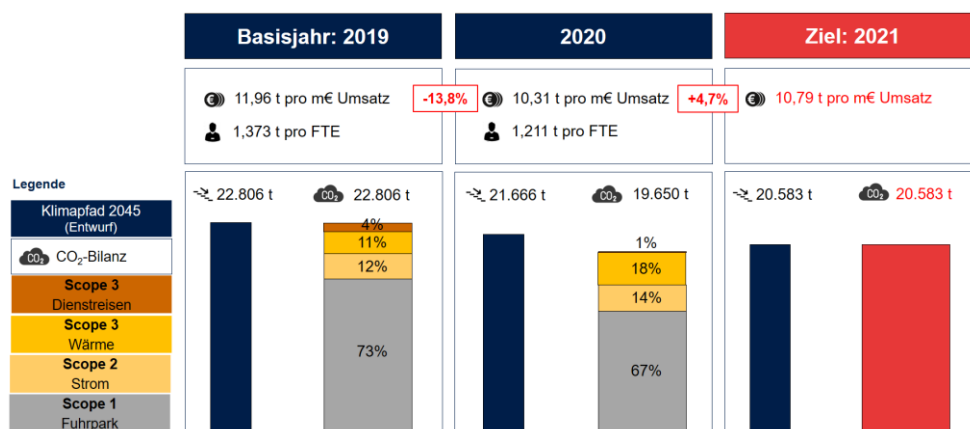 Basisjahr: 2019
2020
Ziel: 2021
11,96 t pro m€ Umsatz
-13,8%
10,31 t pro m€ Umsatz
+4,7%
10,79 t pro m€ Umsatz
1,373 t pro FTE
1,211 t pro FTE
Legende
Klimapfad 2045
(Entwurf)
CO₂ CO₂-Bilanz
Scope 3
Dienstreisen
Scope 3
Wärme
Scope 2
Strom
Scope 1
Fuhrpark
22.806 t
CO₂ 22.806 t
4%
11%
12%
73%
21.666 t
CO₂ 19.650 t
1%
18%
14%
67%
20.583 t
CO₂ 20.583 t